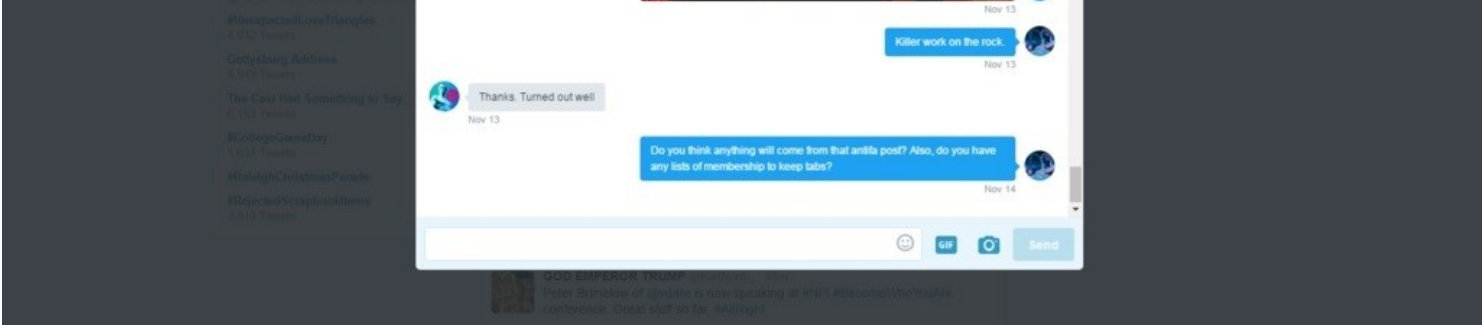 #UnexpectedLoveTriangles
4,612 Tweets
Gettysburg Address
The Cast Had Something to Say
#CollegeGameDay
#RaleighChristmasParade
#RejectedScrapbookItems
Nov 13
Killer work on the rock.
Nov 13
Thanks. Turned out well
Nov 13
Do you think anything will come from that antifa post? Also, do you have
any lists of membership to keep tabs?
Nov 14
GIF
Send
GOD EMPEROR TRUMP
Peter Brimelow of @vdare is now speaking at #NPI #BecomeWhoYouAre
conference. Great stuff so far. #AltRight